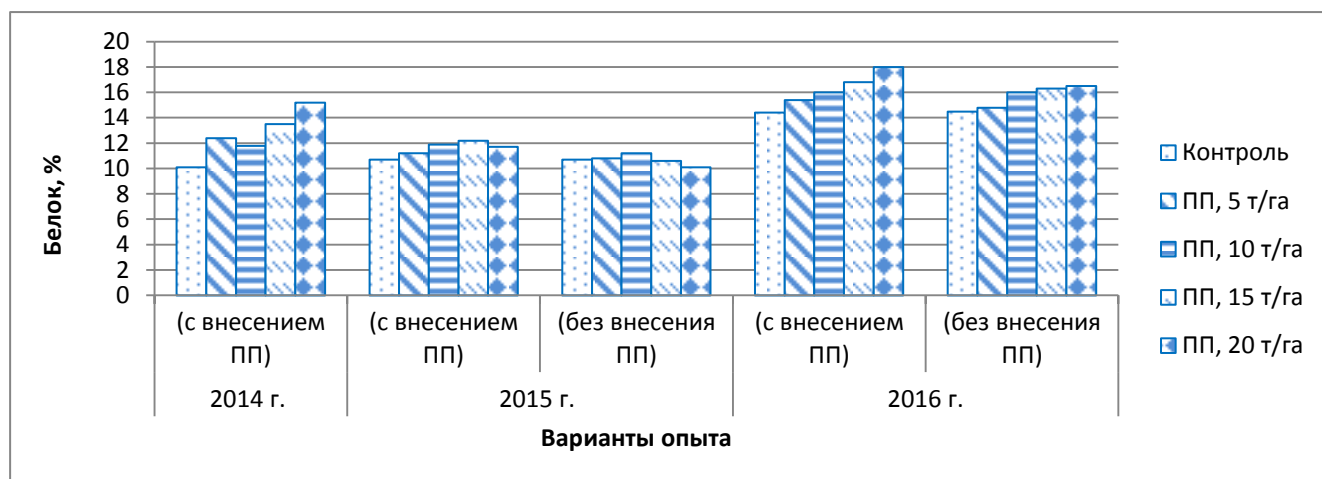 Белок, %
20
18
16
14
12
10
8
6
4
2
0
(с внесением
ПП)
(с внесением
ПП)
(без внесения
ПП)
(с внесением
ПП)
(без внесения
ПП)
2014 г.
2015 г.
2016 г.
Варианты опыта
Контроль
ПП, 5 т/га
ПП, 10 т/га
ПП, 15 т/га
ПП, 20 т/га